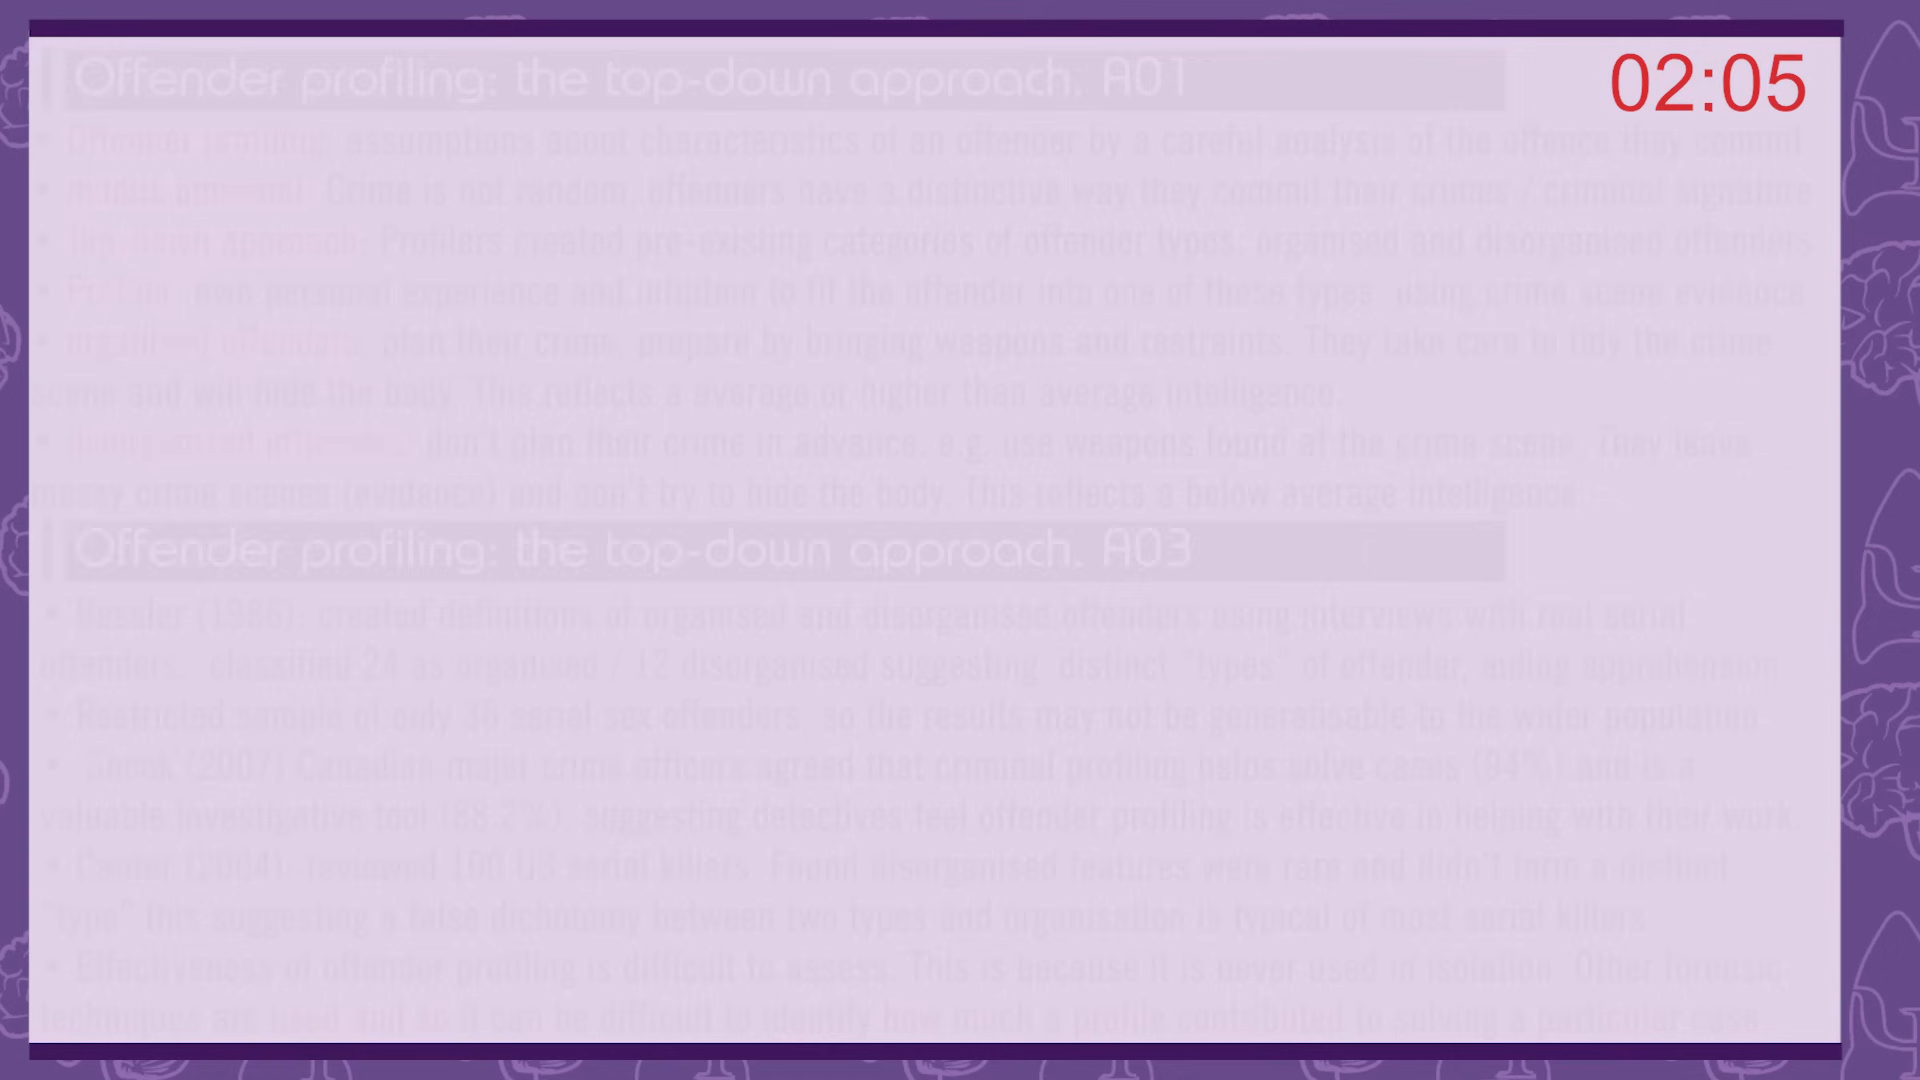 Offender profiling: the top-down approach. A01
02:05
• Offender profiling: assumptions about characteristics of an offender by a careful analysis of the offence they commit
• modus operandi: Crime is not random, offenders have a distinctive way they commit their crimes / criminal signature
• Top-down approach: Profilers created pre-existing categories of offender types: organised and disorganised offenders
• own personal experience and intuition to fit the offender into one of these types using crime scene evidence
• organised offenders: plan their crime, prepare by bringing weapons and restraints. They take care to tidy the crime
scene and will hide the body. This reflects a average or higher than average intelligence.
• disorganised offenders: don't plan their crime in advance, e.g. use weapons found at the crime scene. They leave
messy crime scenes (evidence) and don't try to hide the body. This reflects a below average intelligence.
Offender profiling: the top-down approach. A03
• Ressler (1986): created definitions of organised and disorganised offenders using interviews with real serial
offenders. classified 24 as organised / 12 disorganised suggesting distinct "types" of offender, aiding apprehension
• Restricted sample of only 36 serial sex offenders, so the results may not be generalisable to the wider population
• Snook (2007) Canadian major crime officers agreed that criminal profiling helps solve cases (94%) and is a
valuable investigative tool (88.2%), suggesting detectives feel offender profiling is effective in helping with their work
• Canter (2004): reviewed 100 US serial killers. Found disorganised features were rare and didn't form a distinct
"type" this suggesting a false dichotomy between two types and organisation is typical of most serial killers
• Effectiveness of offender profiling is difficult to assess. This is because it is never used in isolation. Other forensic
techniques are used and so it can be difficult to identify how much a profile contributed in solving a particular case